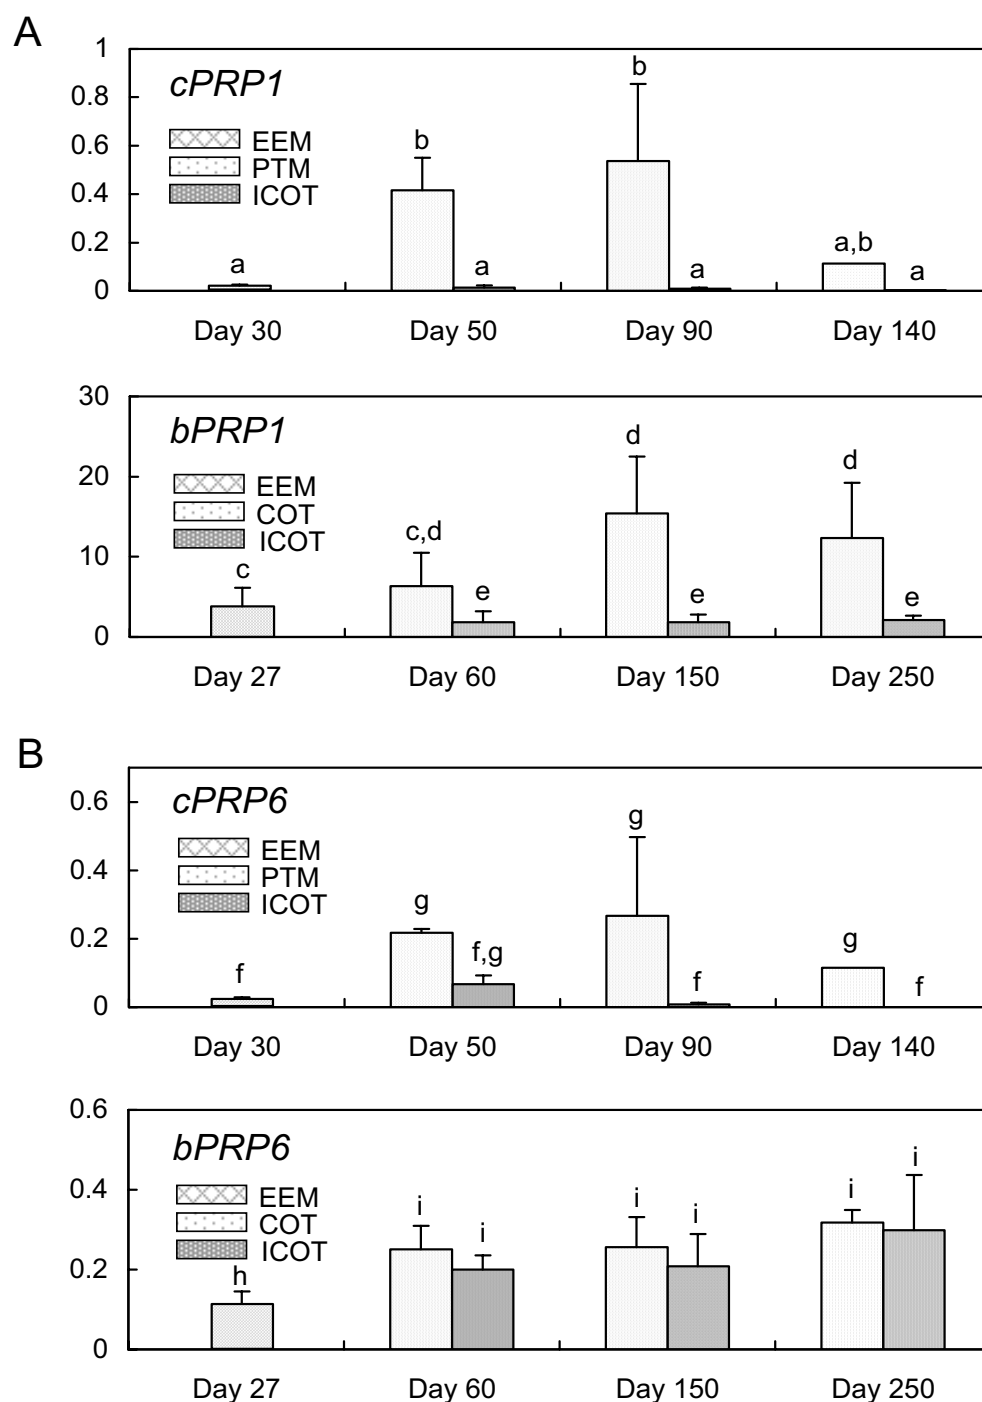 A
1
cPRP1
b
0.8
EEM
b
0.6
PTM
ICOT
0.4
0.2
a
a
a
a,b
a
0
Day 30
Day 50
Day 90
Day 140
30
bPRP1
d
d
EEM
20
COT
c,d
ICOT
10
c
e
e
e
0
Day 27
Day 60
Day 150
Day 250
B
cPRP6
0.6
g
EEM
PTM
0.4
ICOT
g
g
0.2
f
f,g
f
f
0
Day 30
Day 50
Day 90
Day 140
0.6
bPRP6
i
i
EEM
0.4
COT
i
i
i
i
ICOT
0.2
h
0
Day 27
Day 60
Day 150
Day 250